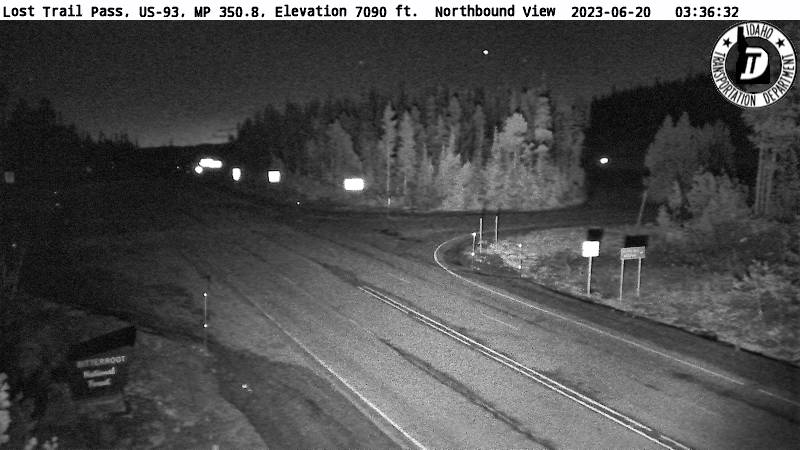 Lost Trail Pass, US-93, MP 350.8, Elevation 7090 ft. Northbound View 2023-06-20 03:36:32
IDAHO
TRANSPORTATION DEPARTMENT
BITTERROOT
National